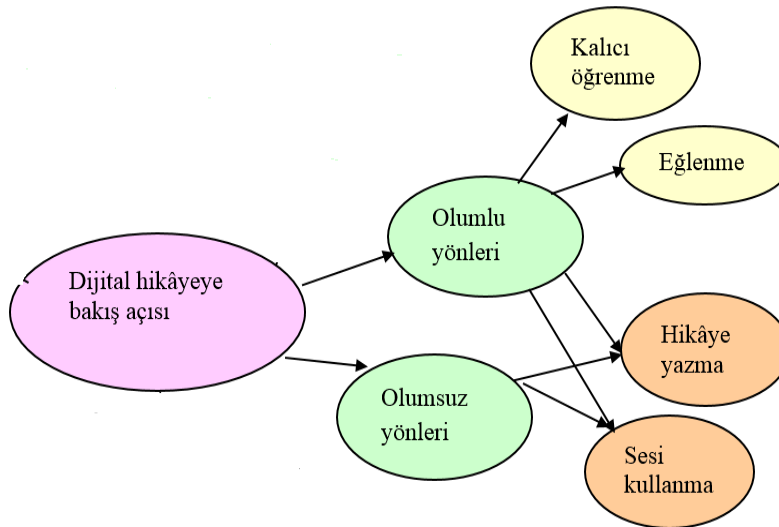 Kalıcı
öğrenme
Eğlenme
Olumlu
yönleri
Dijital hikâyeye
bakış açısı
Hikâye
yazma
Olumsuz
yönleri
Sesi
kullanma